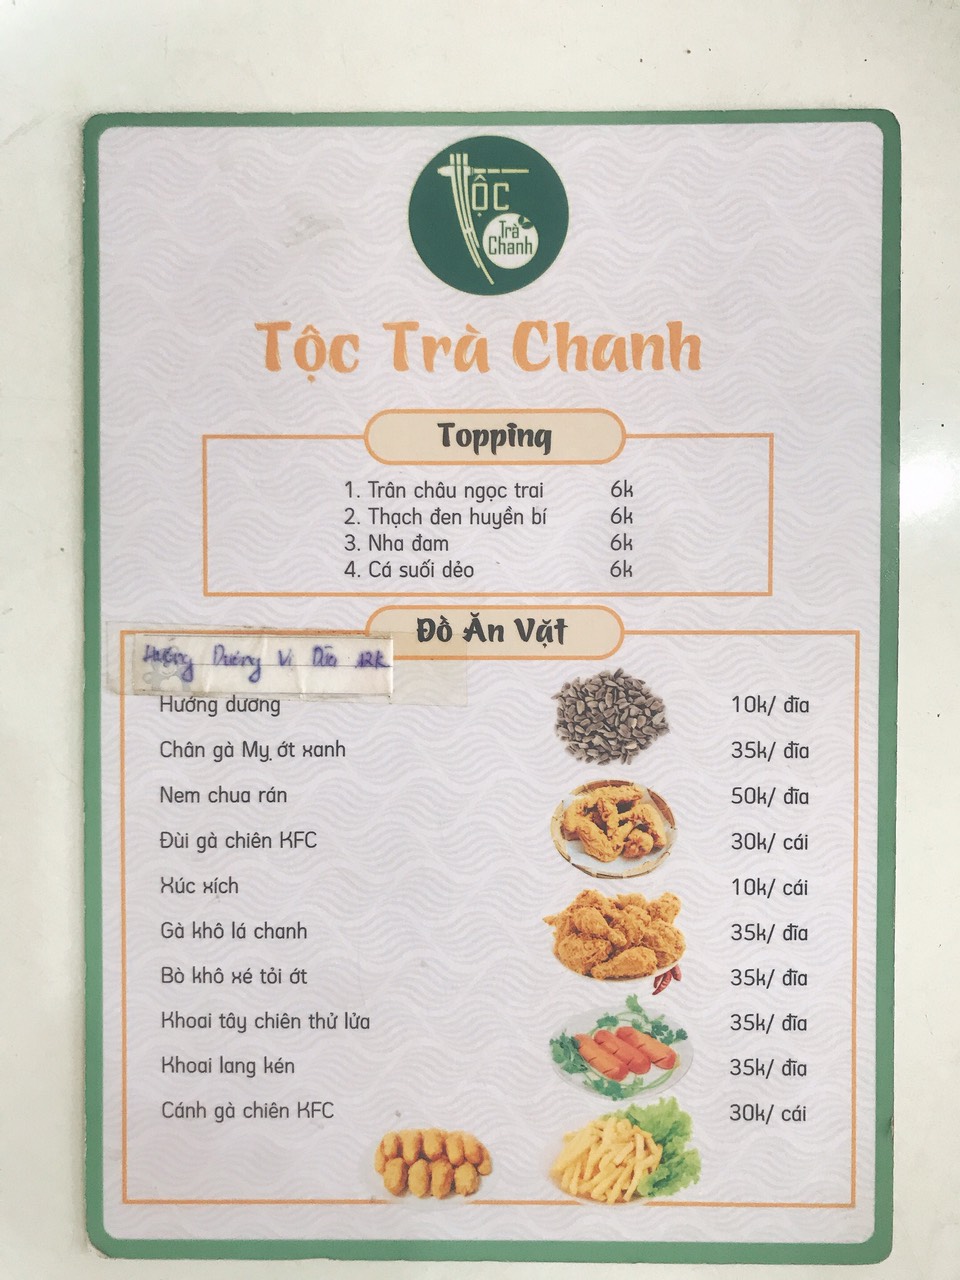 Tộc
Trà
Chanh
Tộc Trà Chanh
Topping
1. Trân châu ngọc trai 6k
2. Thạch đen huyền bí 6k
3. Nha đam 6k
4. Cá suối dẻo 6k
Đồ Ăn Vặt
Hướng Dương Vị Dừa 12k
Hướng dương 10k/ đĩa
Chân gà Mỵ ớt xanh 35k/ đĩa
Nem chua rán 50k/ đĩa
Đùi gà chiên KFC 30k/ cái
Xúc xích 10k/ cái
Gà khô lá chanh 35k/ đĩa
Bò khô xé tỏi ớt 35k/ đĩa
Khoai tây chiên thử lửa 35k/ đĩa
Khoai lang kén 35k/ đĩa
Cánh gà chiên KFC 30k/ cái